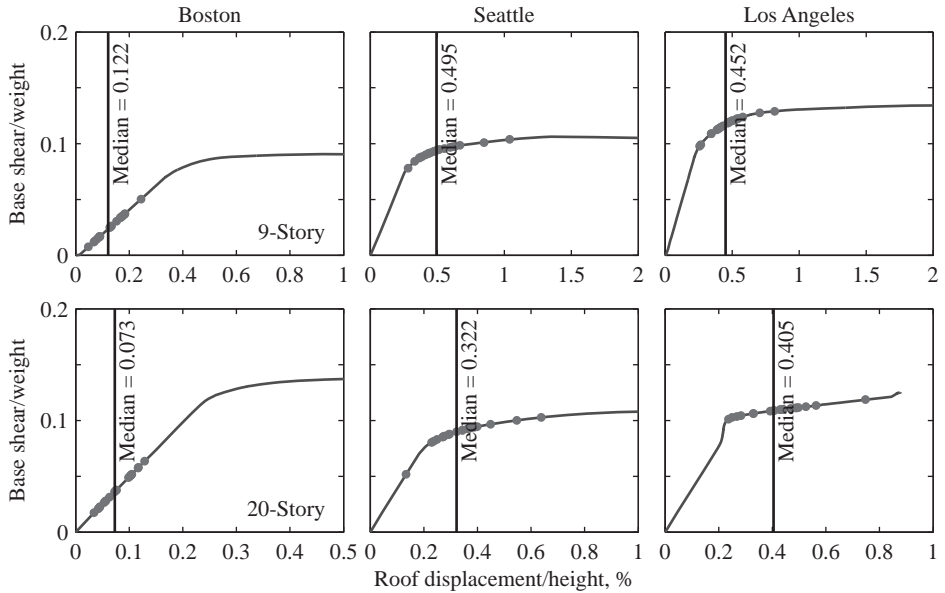 Boston
Seattle
Los Angeles
Base shear/weight
0.2
0.1
0
Median = 0.122
9-Story
0 0.2 0.4 0.6 0.8 1
Median = 0.495
0 0.5 1 1.5 2
Median = 0.452
0 0.5 1 1.5 2
Base shear/weight
0.2
0.1
0
Median = 0.073
20-Story
0 0.1 0.2 0.3 0.4 0.5
Median = 0.322
0 0.2 0.4 0.6 0.8 1
Median = 0.405
0 0.2 0.4 0.6 0.8 1
Roof displacement/height, %